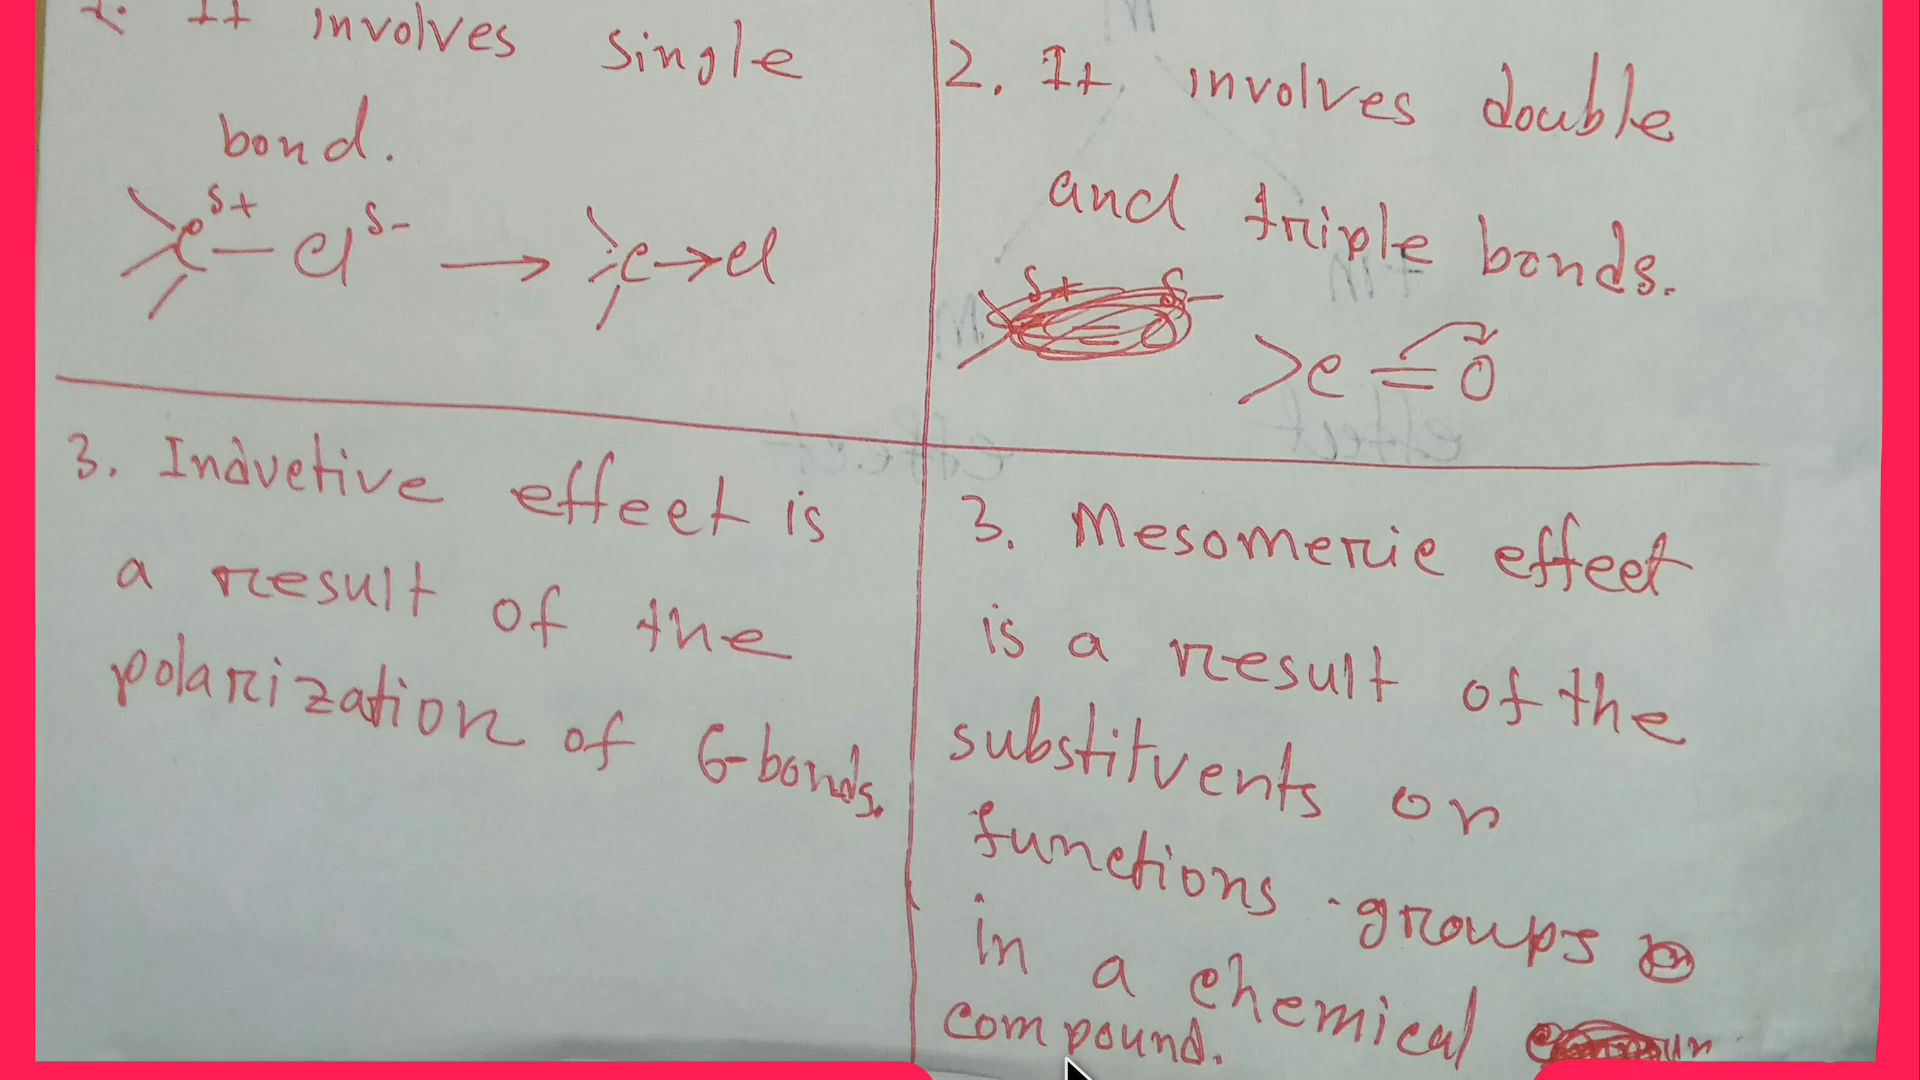 2. It involves single
bond.
C δ+ — Cl δ- → C→Cl
3. Inductive effect is
a result of the
polarization of σ-bonds.
2. It involves double
and triple bonds.
δ+ δ-
>C=O
3. Mesomeric effect
is a result of the
substituents or
functions groups
in a chemical
compound.